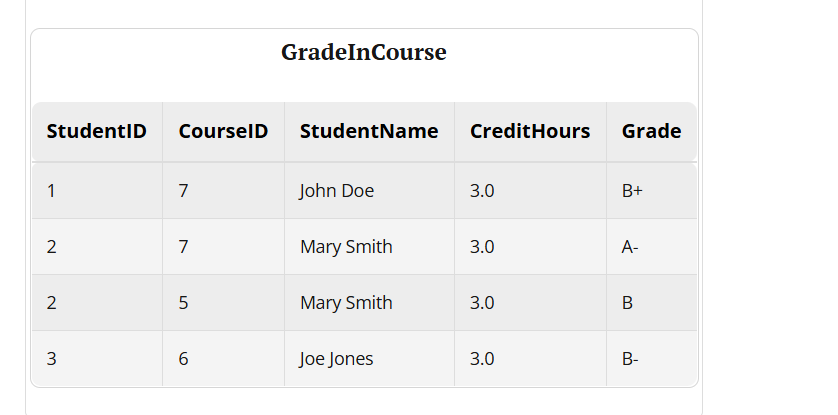 GradeInCourse
StudentID CourseID StudentName CreditHours Grade
1 7 John Doe 3.0 B+
2 7 Mary Smith 3.0 A-
2 5 Mary Smith 3.0 B
3 6 Joe Jones 3.0 B-